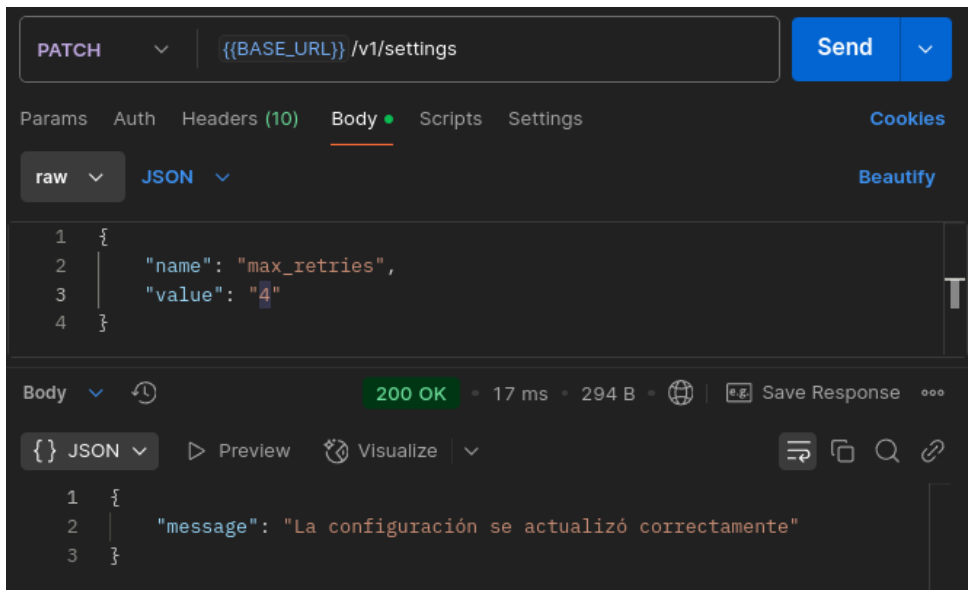 PATCH {{BASE_URL}} /v1/settings Send
Params Auth Headers (10) Body Scripts Settings Cookies
raw JSON Beautify
1 {
2 "name": "max_retries",
3 "value": "4"
4 }
Body 200 OK 17 ms 294 B e.g. Save Response
{} JSON Preview Visualize
1 {
2 "message": "La configuración se actualizó correctamente"
3 }